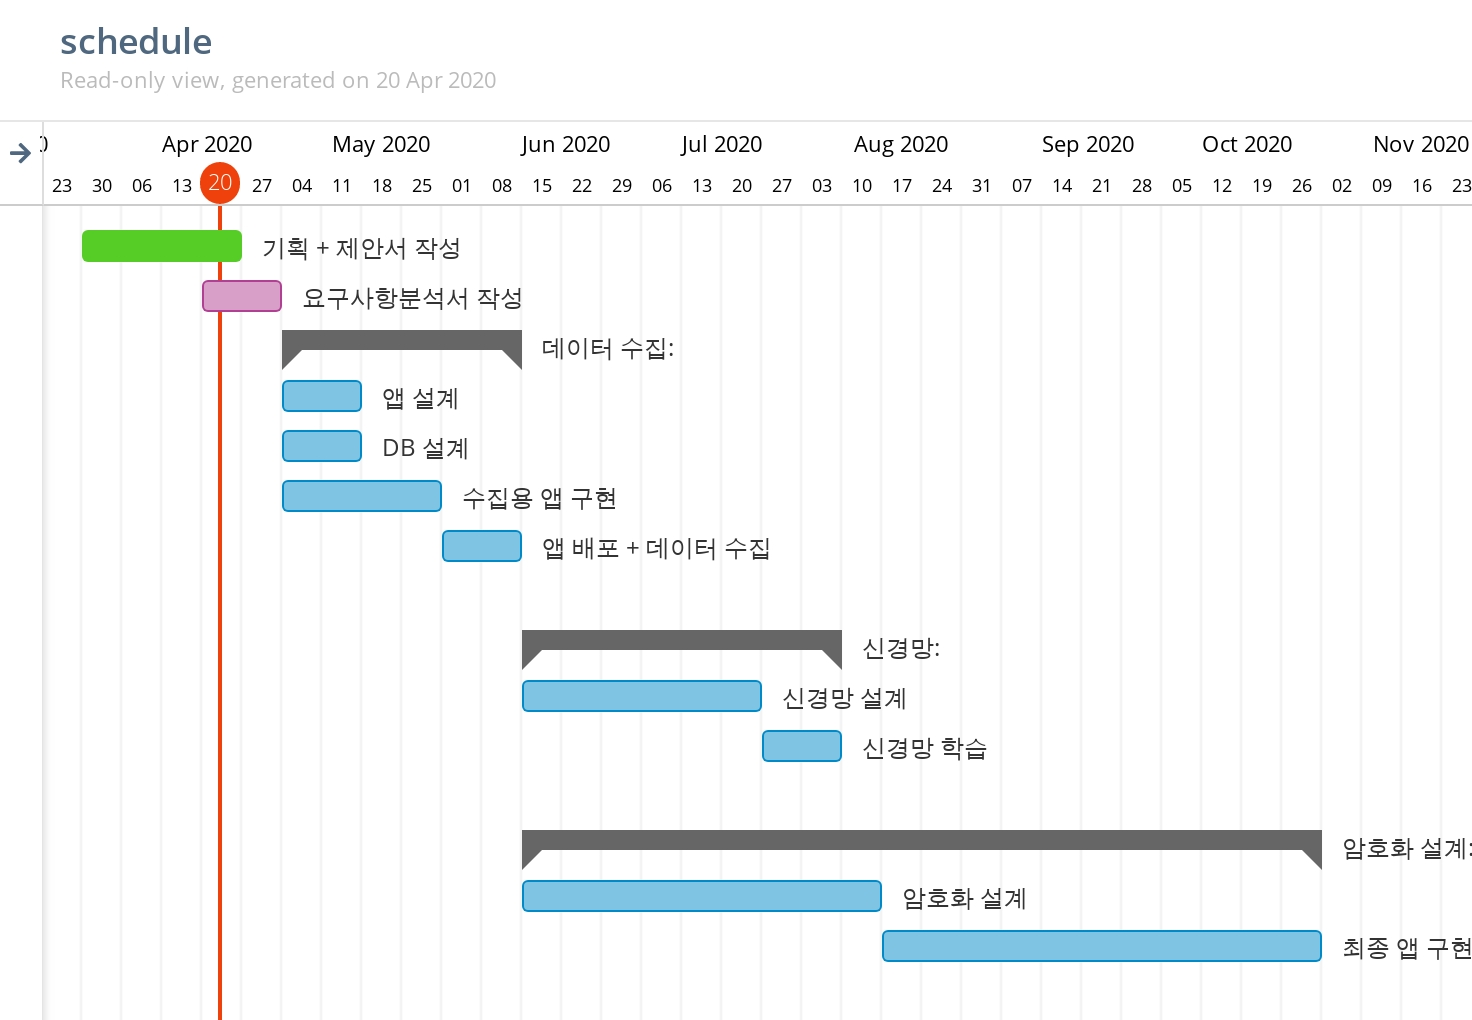 schedule
Read-only view, generated on 20 Apr 2020
0 Apr 2020 May 2020 Jun 2020 Jul 2020 Aug 2020 Sep 2020 Oct 2020 Nov 2020
23 30 06 13 20 27 04 11 18 25 01 08 15 22 29 06 13 20 27 03 10 17 24 31 07 14 21 28 05 12 19 26 02 09 16 23
기획 + 제안서 작성
요구사항분석서 작성
데이터 수집:
앱 설계
DB 설계
수집용 앱 구현
앱 배포 + 데이터 수집
신경망:
신경망 설계
신경망 학습
암호화 설계:
암호화 설계
최종 앱 구현